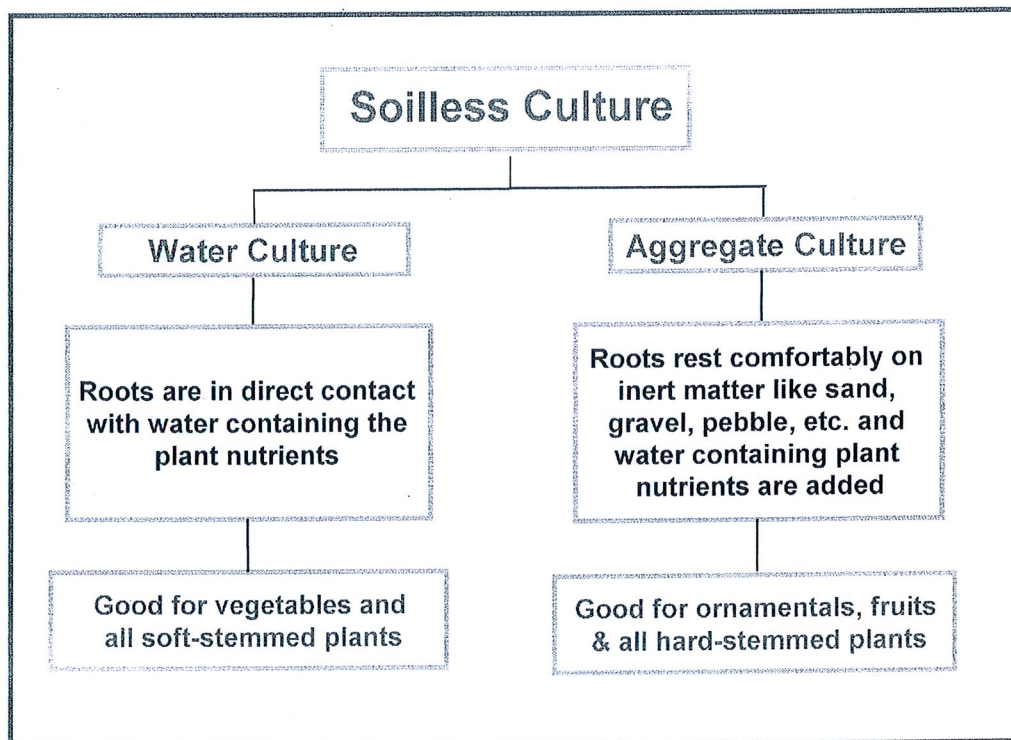 Soilless Culture
Water Culture
Aggregate Culture
Roots are in direct contact
with water containing the
plant nutrients
Roots rest comfortably on
inert matter like sand,
gravel, pebble, etc. and
water containing plant
nutrients are added
Good for vegetables and
all soft-stemmed plants
Good for ornamentals, fruits
& all hard-stemmed plants